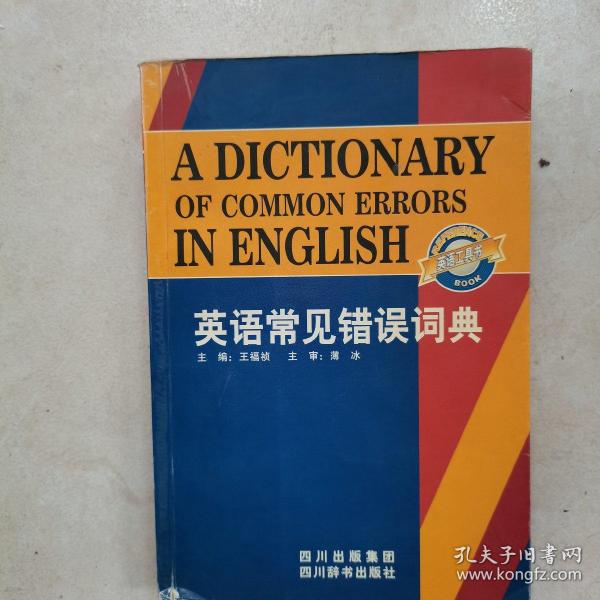 A DICTIONARY
OF COMMON ERRORS
IN ENGLISH
REFERENCE
英语工具书
BOOK
英语常见错误词典
主 编：王福祯 主 审：薄 冰
四川出版集团
四川辞书出版社
孔夫子旧书网
www.kongfz.com